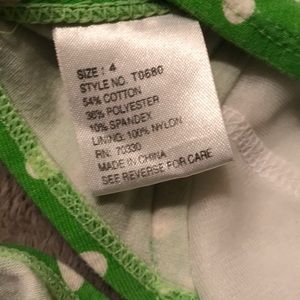 SIZE : 4
STYLE NO. T0680
54% COTTON
36% POLYESTER
10% SPANDEX
LINING: 100% NYLON
RN: 70330
MADE IN CHINA
SEE REVERSE FOR CARE